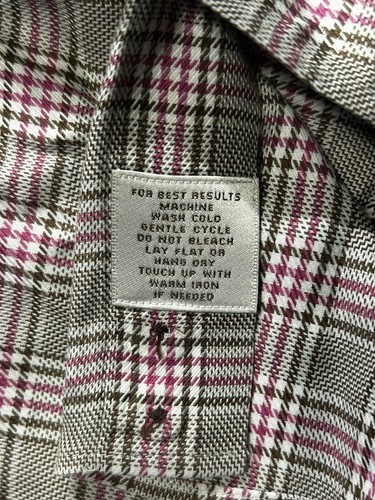 FOR BEST RESULTS
MACHINE
WASH COLD
GENTLE CYCLE
DO NOT BLEACH
LAY FLAT OR
HANG DRY
TOUCH UP WITH
WARM IRON
IF NEEDED